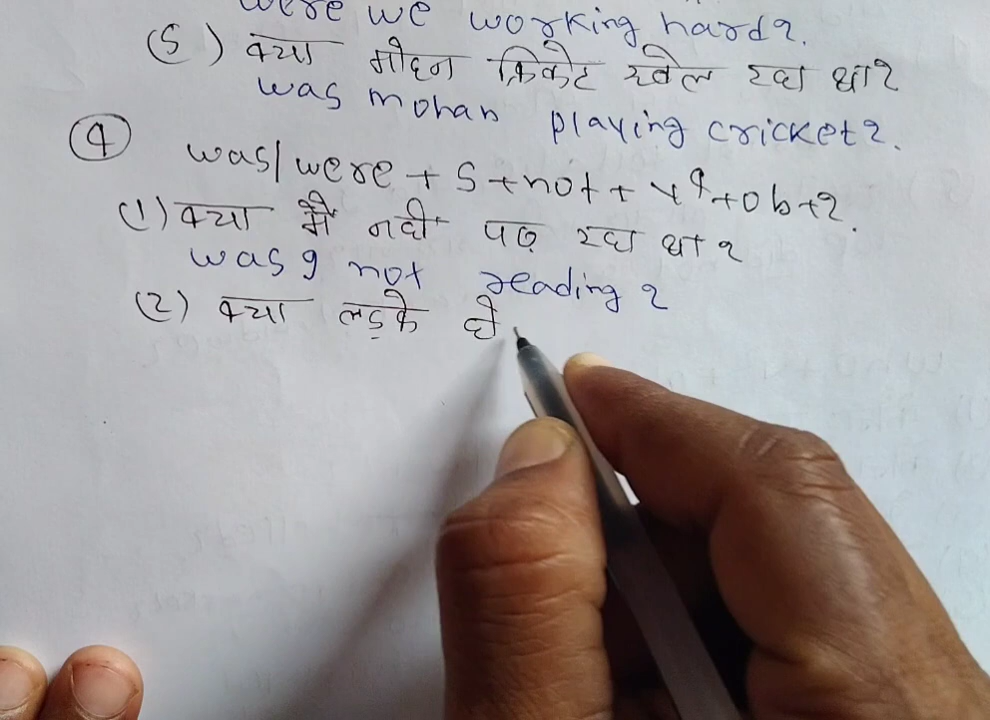 were we working hard?.
(5) क्या मोहन क्रिकेट खेल रहा था?
was mohan playing cricket?.
(4) was/were + S + not + v⁴ + ob + ?.
(1) क्या मैं नहीं पढ़ रहा था?
was I not reading?
(2) क्या लड़के